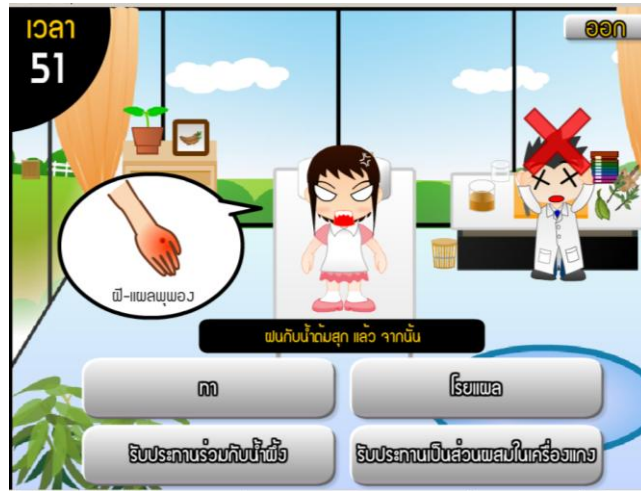 เวลา
51
ออก
ฝี-แผลพุพอง
ฝนกับน้ำต้มสุก แล้ว จากนั้น
ทา
โรยแผล
รับประทานร่วมกับน้ำผึ้ง
รับประทานเป็นส่วนผสมในเครื่องแกง